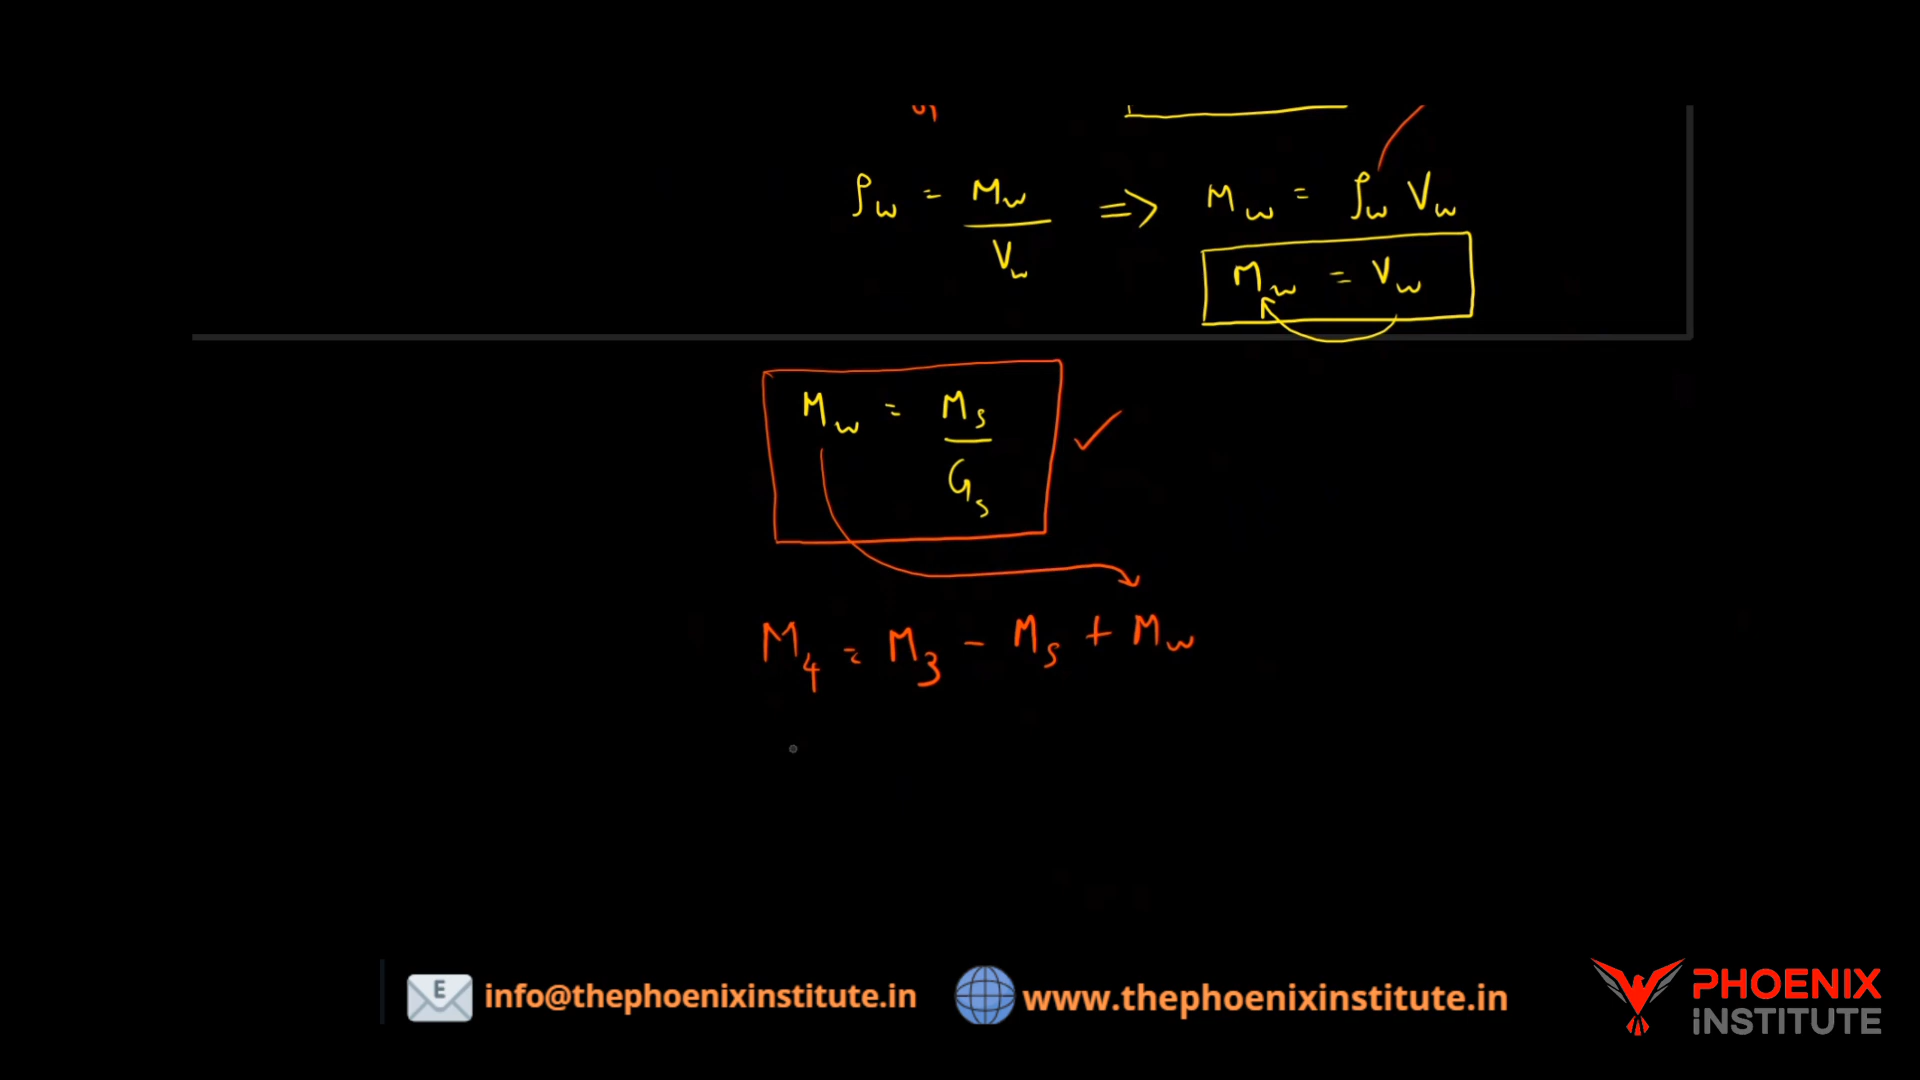 ρw = Mw / Vw => Mw = ρw Vw
Mw = Vw
Mw = Ms / Gs ✓
M4 = M3 - Ms + Mw
E info@thephoenixinstitute.in www.thephoenixinstitute.in
PHOENIX
iNSTITUTE